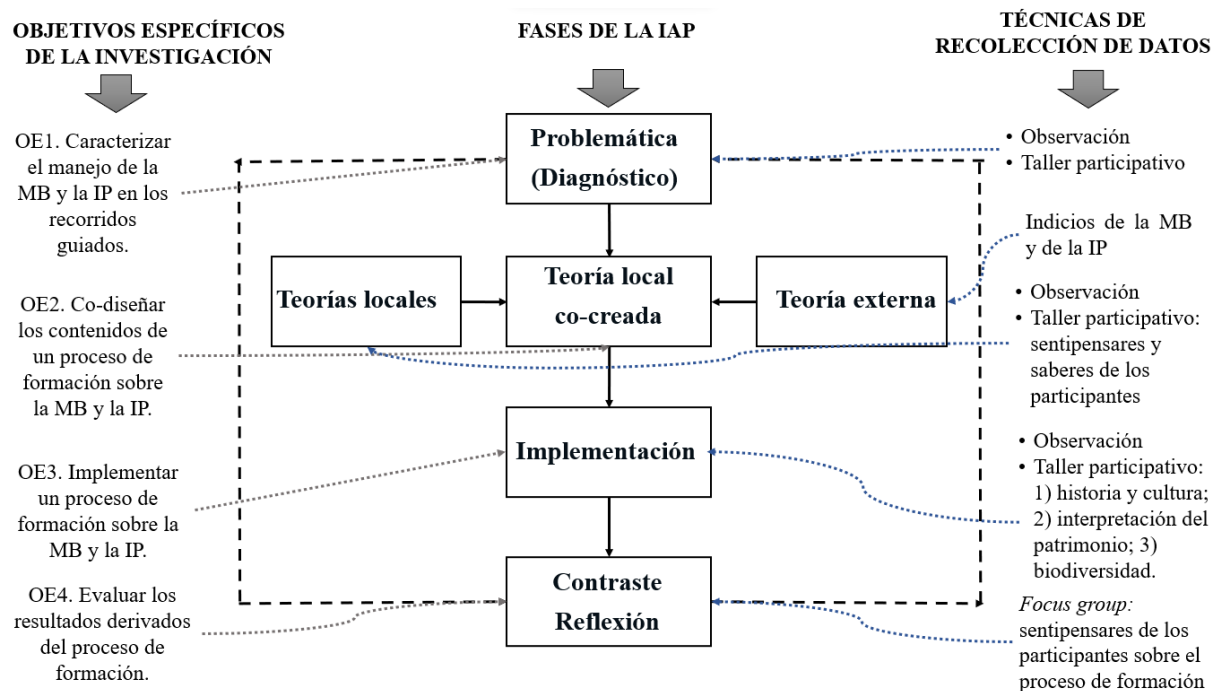 OBJETIVOS ESPECÍFICOS
DE LA INVESTIGACIÓN
OE1. Caracterizar
el manejo de la
MB y la IP en los
recorridos
guiados.
OE2. Co-diseñar
los contenidos de
un proceso de
formación sobre
la MB y la IP.
OE3. Implementar
un proceso de
formación sobre la
MB y la IP.
OE4. Evaluar los
resultados derivados
del proceso de
formación.
FASES DE LA IAP
Problemática
(Diagnóstico)
Teorías locales
Teoría local
co-creada
Teoría externa
Implementación
Contraste
Reflexión
TÉCNICAS DE
RECOLECCIÓN DE DATOS
• Observación
• Taller participativo
Indicios de la MB
y de la IP
• Observación
• Taller participativo:
sentipensares y
saberes de los
participantes
• Observación
• Taller participativo:
1) historia y cultura;
2) interpretación del
patrimonio; 3)
biodiversidad.
Focus group:
sentipensares de los
participantes sobre el
proceso de formación